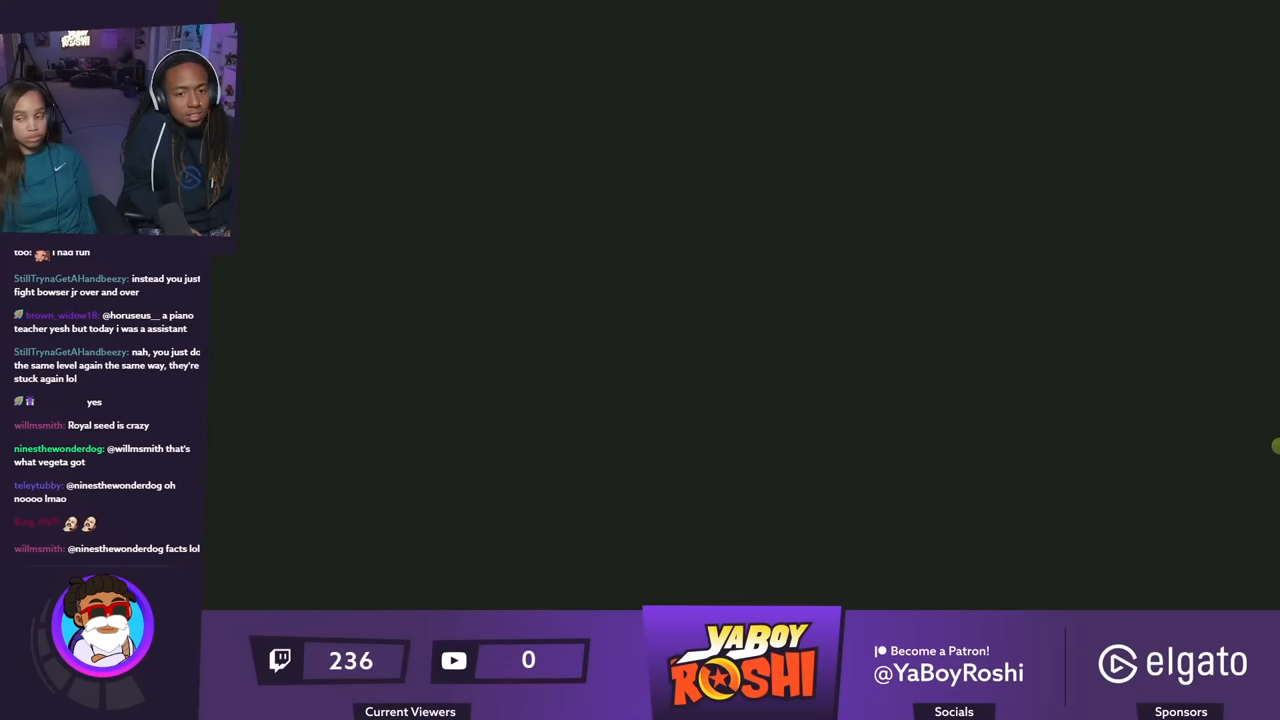 YABOY
ROSHI
too! I had fun
StillTrynaGetAHandbeezy: instead you just
fight bowser jr over and over
brown_widow18: @horuseus__ a piano
teacher yesh but today i was a assistant
StillTrynaGetAHandbeezy: nah, you just do
the same level again the same way, they're
stuck again lol
yes
willmsmith: Royal seed is crazy
ninesthewonderdog: @willmsmith that's
what vegeta got
teleytubby: @ninesthewonderdog oh
noooo lmao
willmsmith: @ninesthewonderdog facts lol
236
0
Current Viewers
YABOY
ROSHI
Become a Patron!
@YaBoyRoshi
Socials
elgato
Sponsors